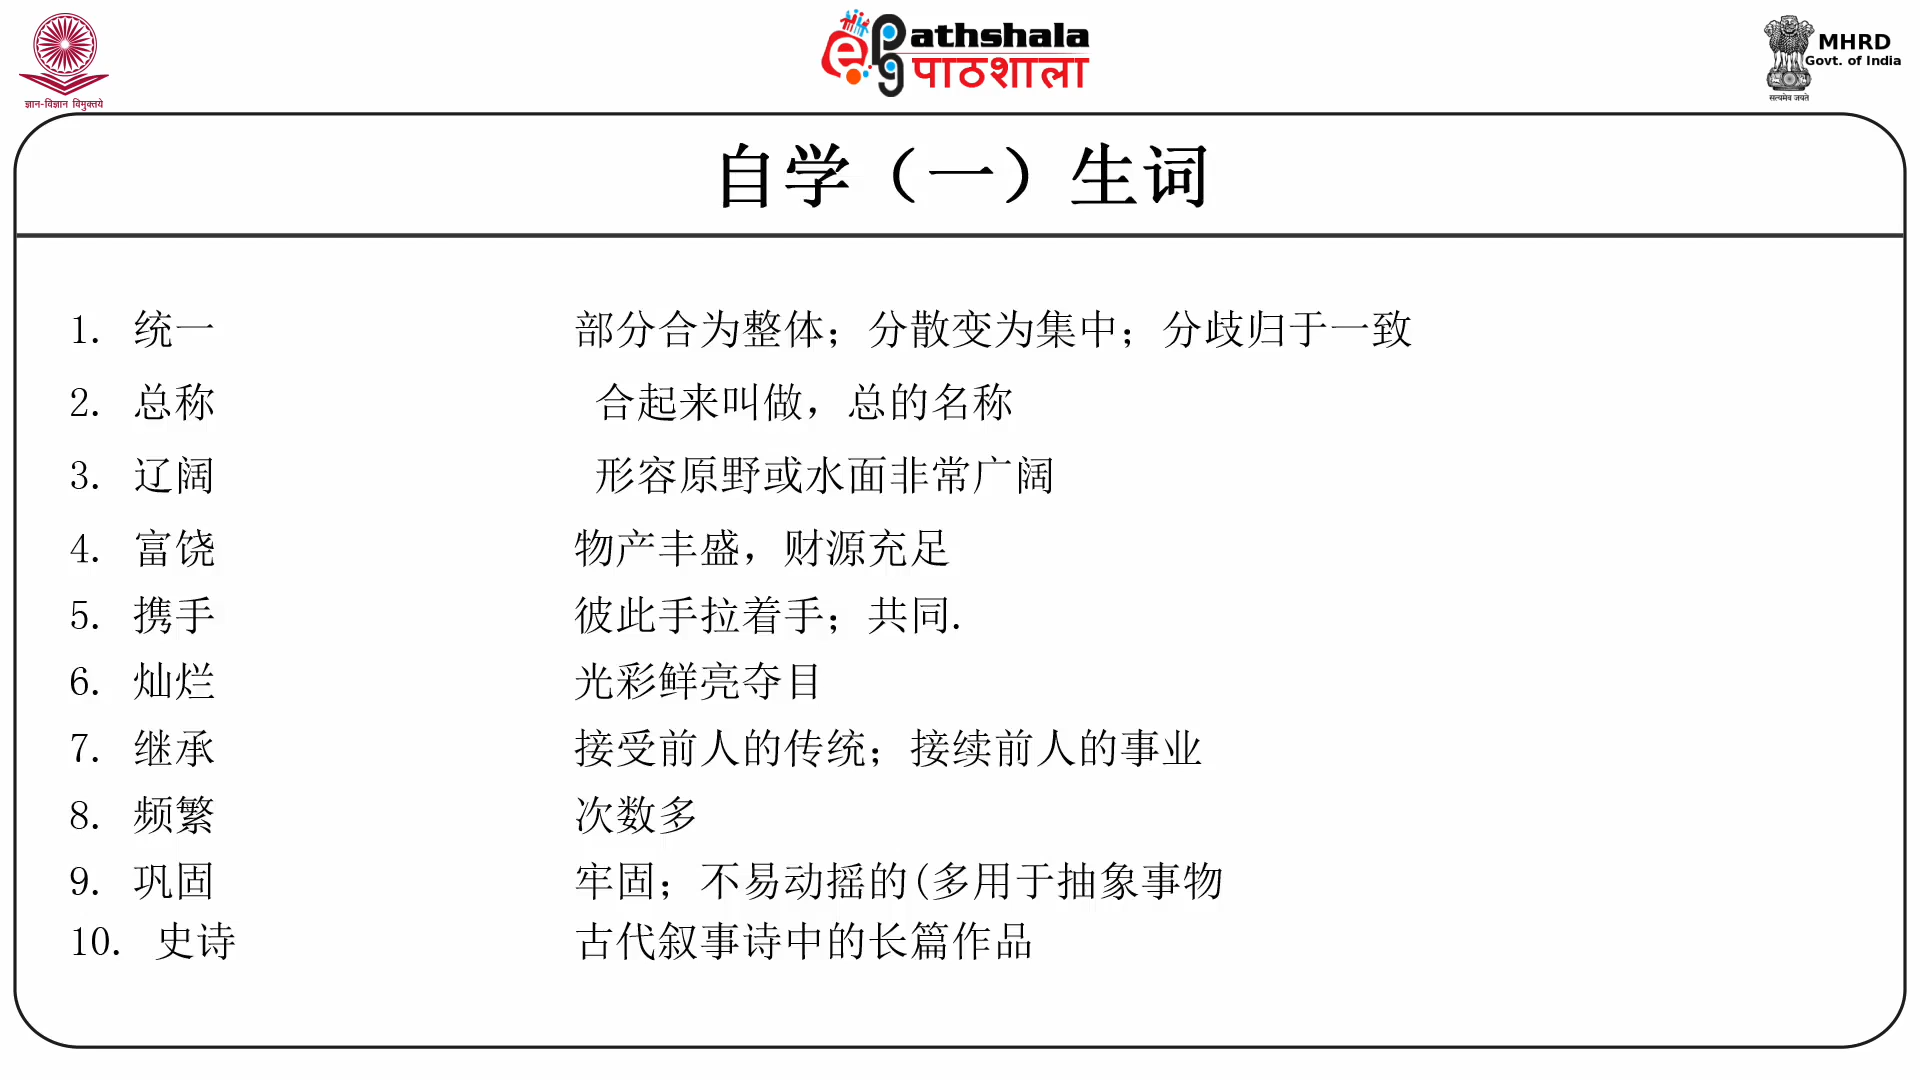 ज्ञान-विज्ञान विमुक्तये
epathshala
पाठशाला
MHRD
Govt. of India
सत्यमेव जयते
自学（一）生词
1. 统一 部分合为整体；分散变为集中；分歧归于一致
2. 总称 合起来叫做，总的名称
3. 辽阔 形容原野或水面非常广阔
4. 富饶 物产丰盛，财源充足
5. 携手 彼此手拉着手；共同.
6. 灿烂 光彩鲜亮夺目
7. 继承 接受前人的传统；接续前人的事业
8. 频繁 次数多
9. 巩固 牢固；不易动摇的(多用于抽象事物
10. 史诗 古代叙事诗中的长篇作品